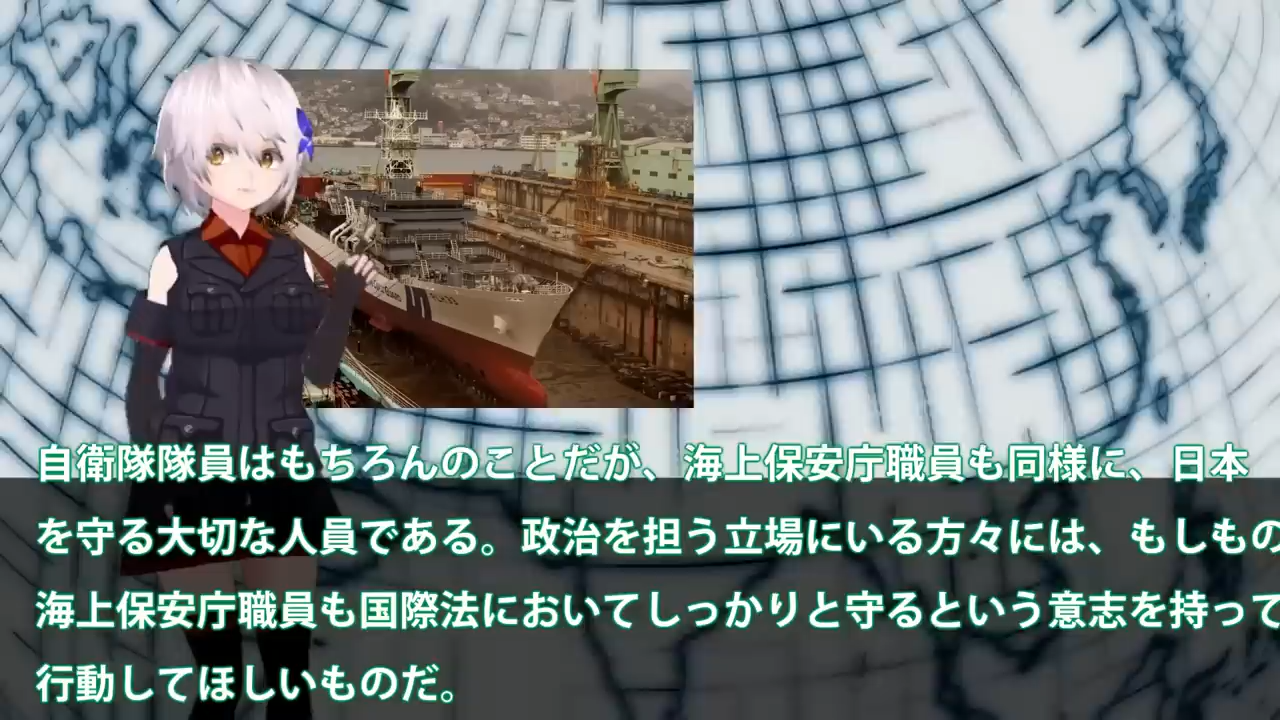 自衛隊隊員はもちろんのことだが、海上保安庁職員も同様に、日本
を守る大切な人員である。政治を担う立場にいる方々には、もしもの
海上保安庁職員も国際法においてしっかりと守るという意志を持って
行動してほしいものだ。